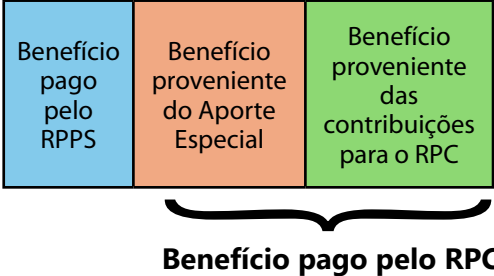 Benefício
pago
pelo
RPPS
Benefício
proveniente
do Aporte
Especial
Benefício
proveniente
das
contribuições
para o RPC
Benefício pago pelo RPC